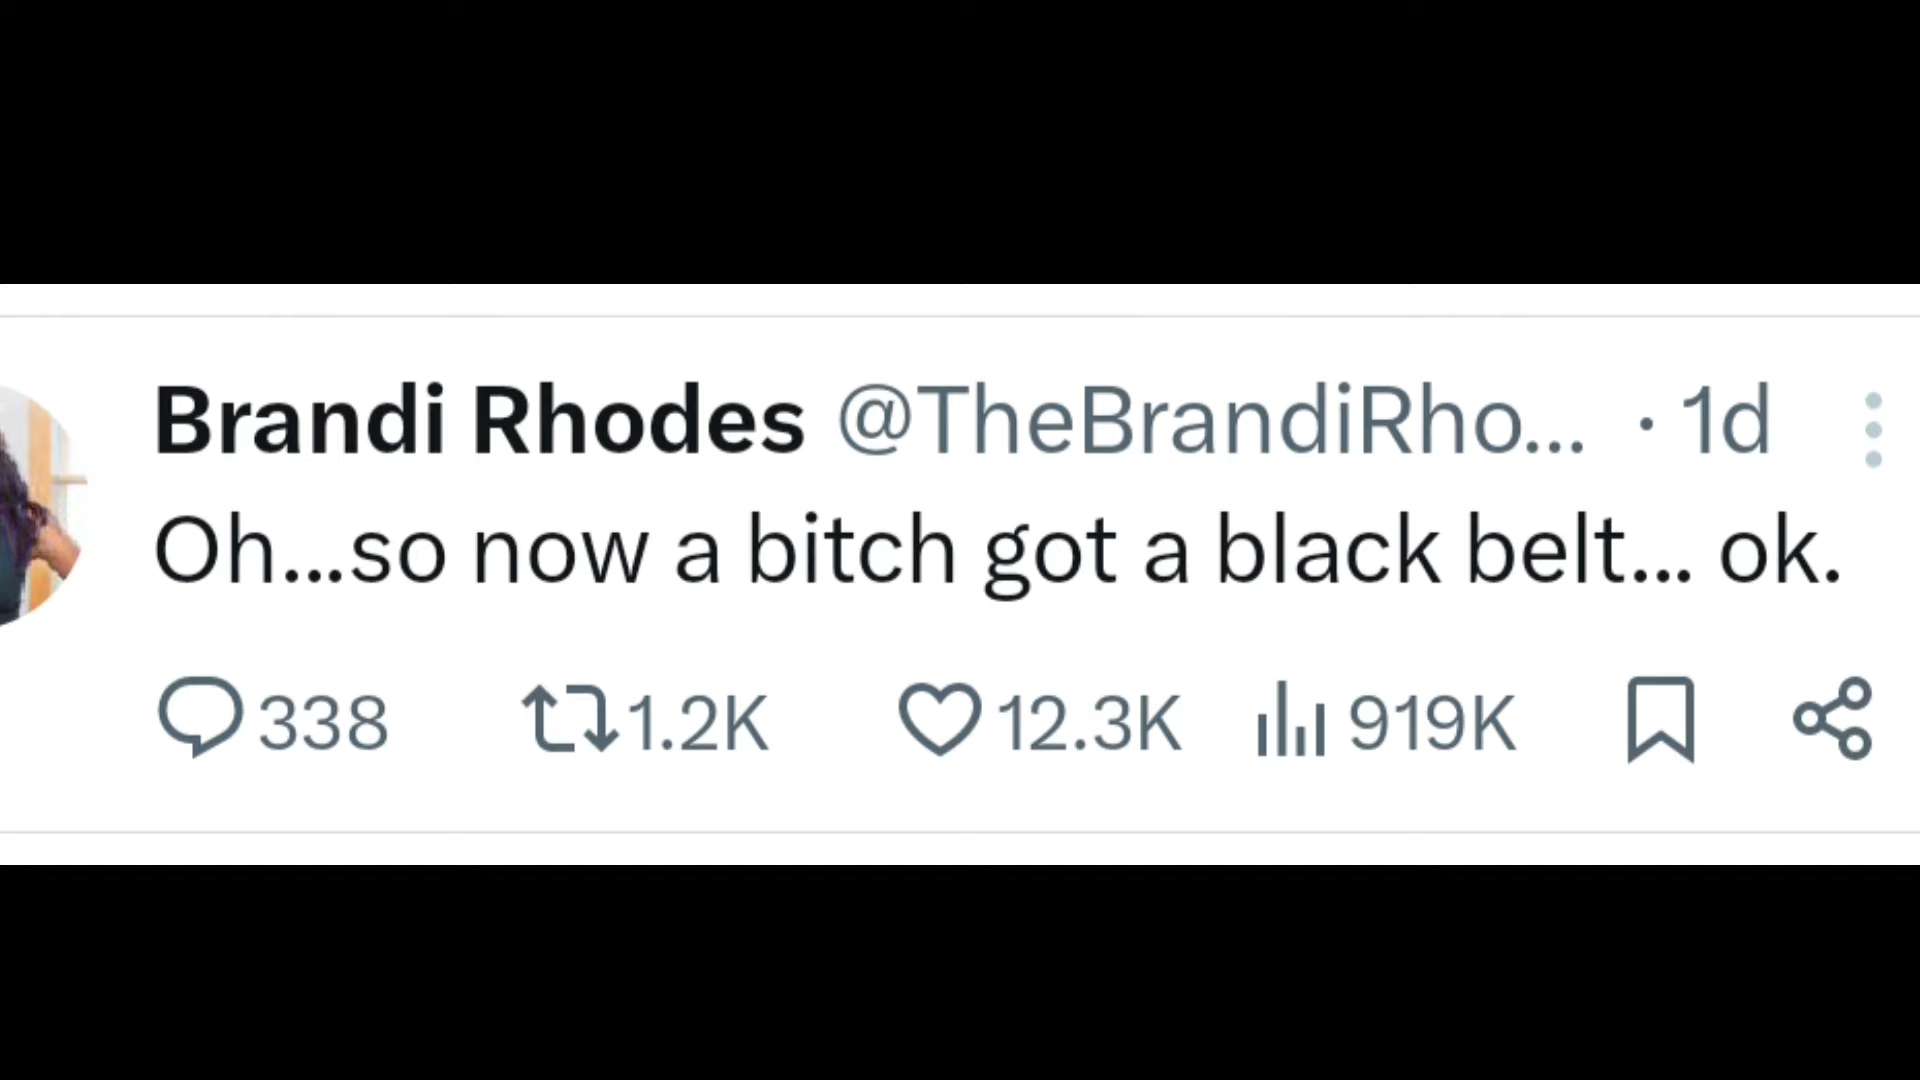 Brandi Rhodes @TheBrandiRho... · 1d
Oh...so now a bitch got a black belt... ok.
338 1.2K 12.3K 919K